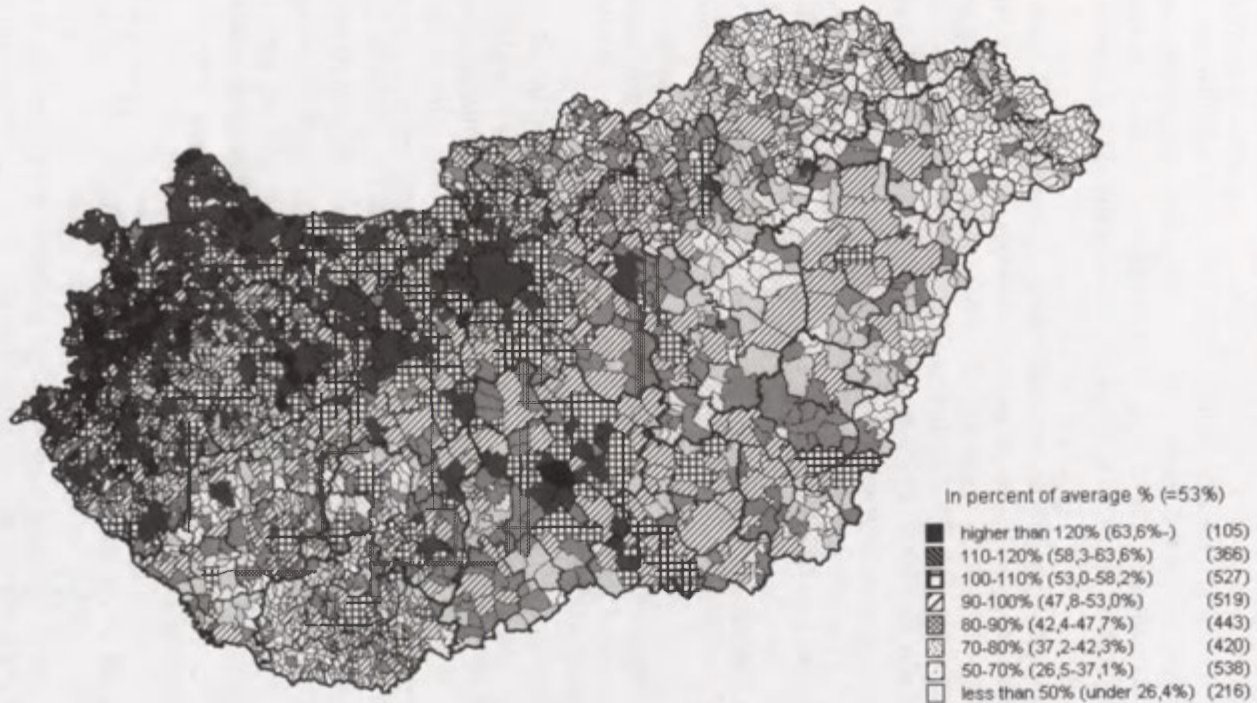 In percent of average % (=53%)
higher than 120% (63,6%-) (105)
110-120% (58,3-63,6%) (366)
100-110% (53,0-58,2%) (527)
90-100% (47,8-53,0%) (519)
80-90% (42,4-47,7%) (443)
70-80% (37,2-42,3%) (420)
50-70% (26,5-37,1%) (538)
less than 50% (under 26,4%) (216)